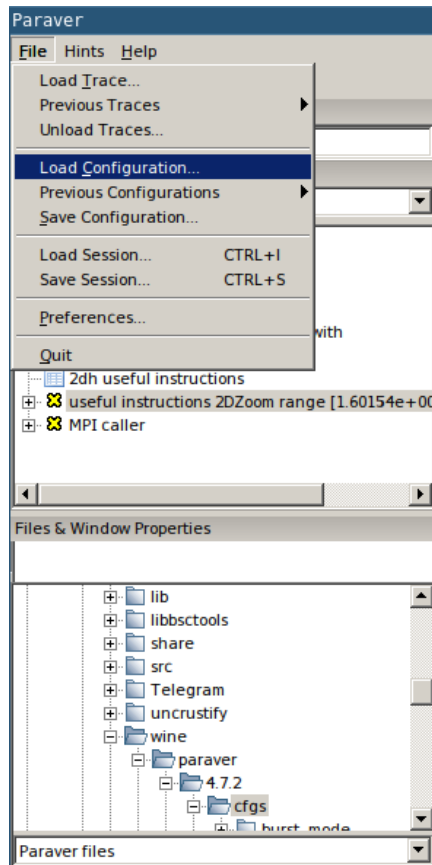 Paraver
File Hints Help
Load Trace...
Previous Traces
Unload Traces...
Load Configuration...
Previous Configurations
Save Configuration...
Load Session... CTRL+I
Save Session... CTRL+S
Preferences...
with
Quit
2dh useful instructions
useful instructions 2DZoom range [1.60154e+00
MPI caller
Files & Window Properties
lib
libbsctools
share
src
Telegram
uncrustify
wine
paraver
4.7.2
cfgs
burst_mode
Paraver files